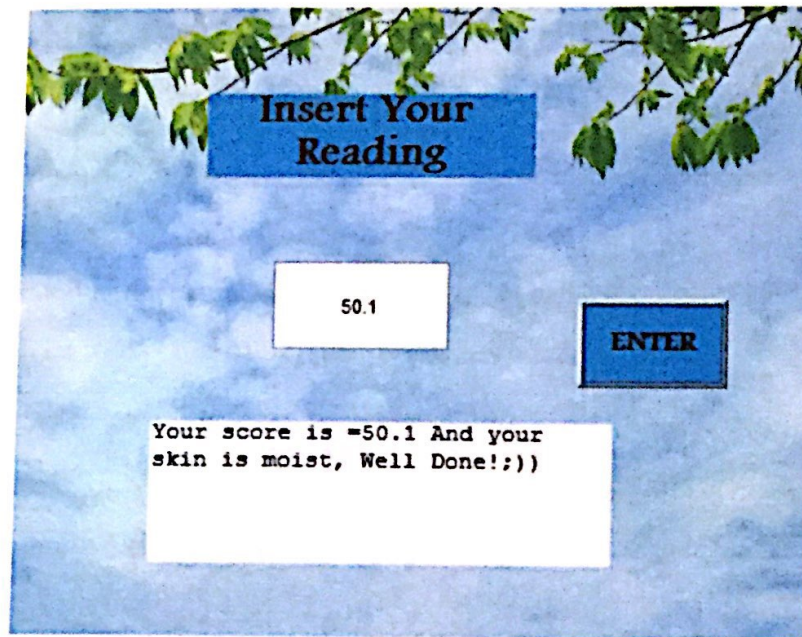 Insert Your
Reading
50.1
ENTER
Your score is =50.1 And your
skin is moist, Well Done!;))